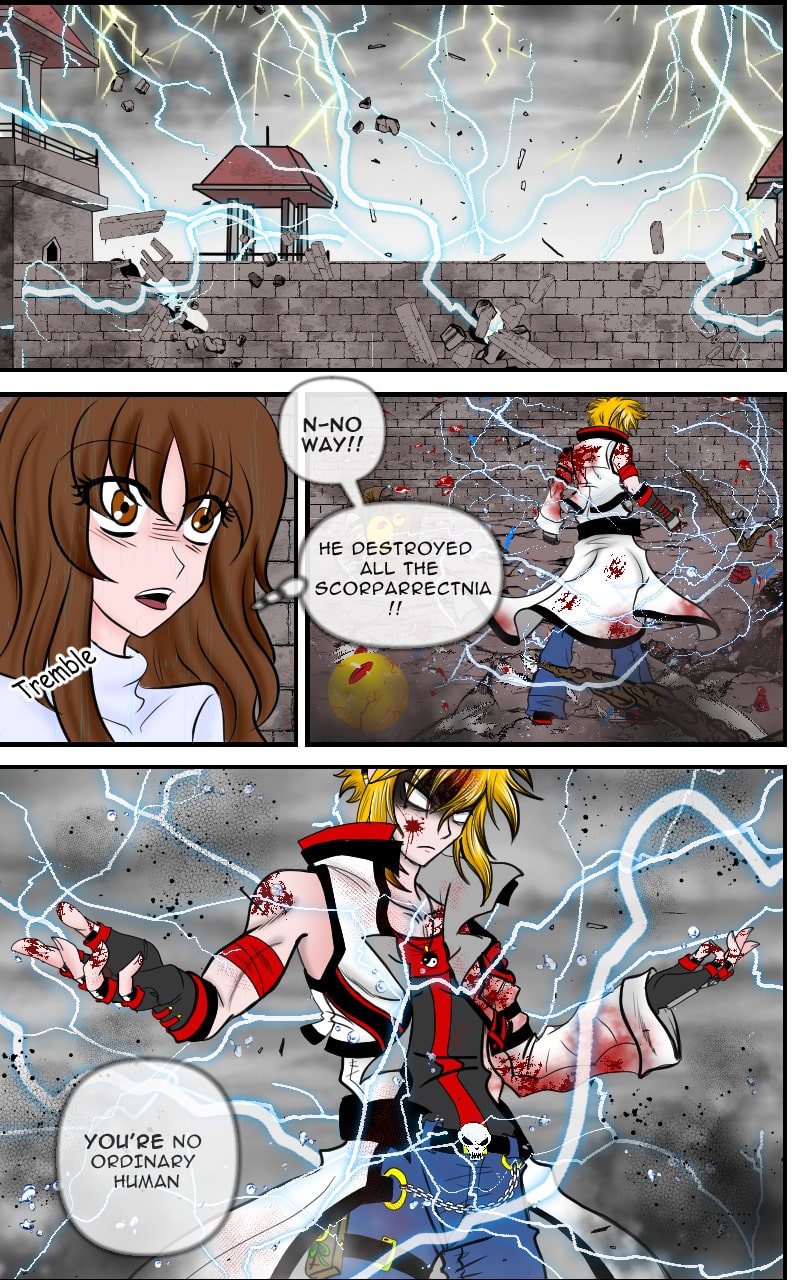 N-NO
WAY!!
HE DESTROYED
ALL THE
SCORPARRECTNIA
!!
Tremble
YOU'RE NO
ORDINARY
HUMAN